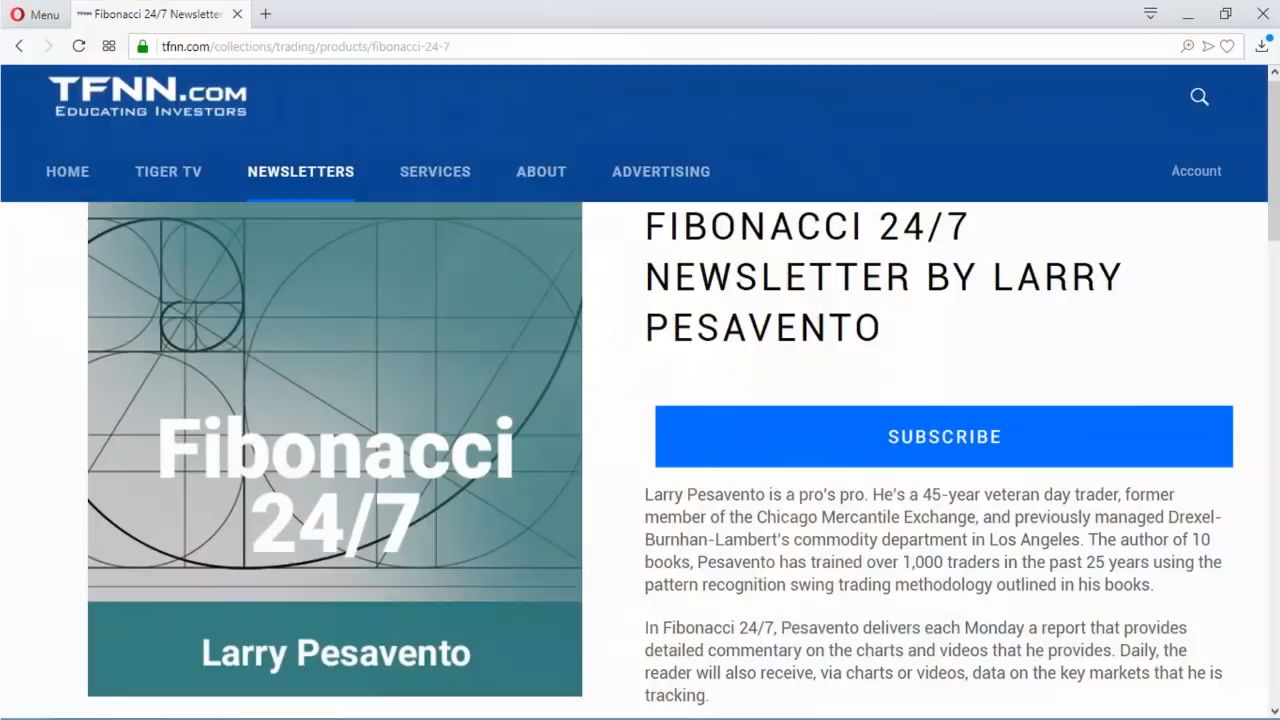 Menu
Fibonacci 24/7 Newsletter
tfnn.com/collections/trading/products/fibonacci-24-7
TFNN.COM
EDUCATING INVESTORS
HOME TIGER TV NEWSLETTERS SERVICES ABOUT ADVERTISING Account
Fibonacci
24/7
Larry Pesavento
FIBONACCI 24/7
NEWSLETTER BY LARRY
PESAVENTO
SUBSCRIBE
Larry Pesavento is a pro's pro. He's a 45-year veteran day trader, former
member of the Chicago Mercantile Exchange, and previously managed Drexel-
Burnhan-Lambert's commodity department in Los Angeles. The author of 10
books, Pesavento has trained over 1,000 traders in the past 25 years using the
pattern recognition swing trading methodology outlined in his books.
In Fibonacci 24/7, Pesavento delivers each Monday a report that provides
detailed commentary on the charts and videos that he provides. Daily, the
reader will also receive, via charts or videos, data on the key markets that he is
tracking.